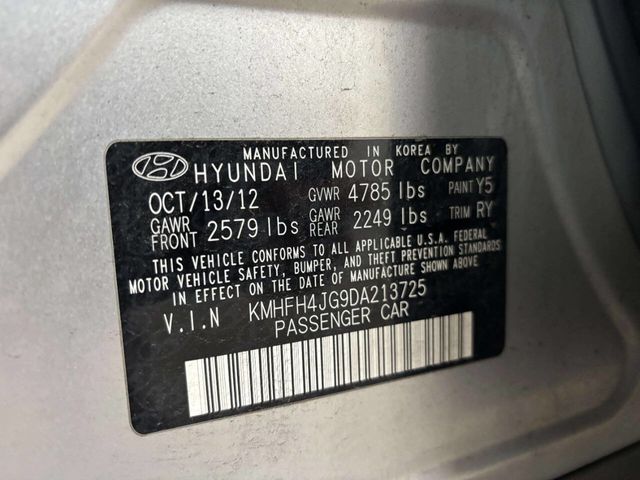 MANUFACTURED IN KOREA BY
HYUNDAI MOTOR COMPANY
OCT/13/12 GVWR 4785 lbs PAINT Y5
GAWR FRONT 2579 lbs GAWR REAR 2249 lbs TRIM RY
THIS VEHICLE CONFORMS TO ALL APPLICABLE U.S.A. FEDERAL
MOTOR VEHICLE SAFETY, BUMPER, AND THEFT PREVENTION STANDARDS
IN EFFECT ON THE DATE OF MANUFACTURE SHOWN ABOVE.
V.I.N KMHFH4JG9DA213725
PASSENGER CAR